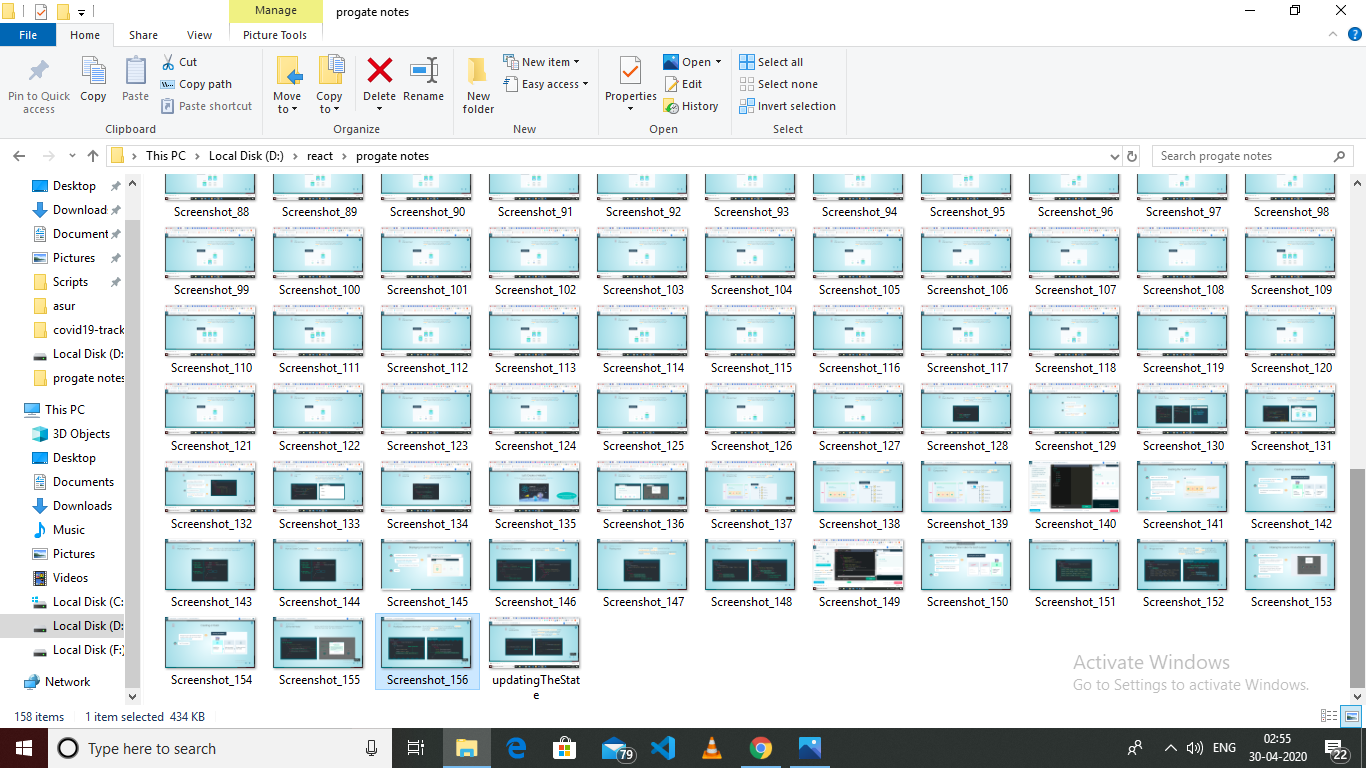 Manage
progate notes
File
Home
Share
View
Picture Tools
Pin to Quick access
Copy
Paste
Cut
Copy path
Paste shortcut
Clipboard
Move to
Copy to
Delete
Rename
Organize
New folder
New item
Easy access
New
Properties
Open
Edit
History
Open
Select all
Select none
Invert selection
Select
This PC
Local Disk (D:)
react
progate notes
Search progate notes
Desktop
Download
Document
Pictures
Scripts
asur
covid19-track
Local Disk (D:
progate notes
This PC
3D Objects
Desktop
Documents
Downloads
Music
Pictures
Videos
Local Disk (C:
Local Disk (D:
Local Disk (F:)
Network
Screenshot_88 Screenshot_89 Screenshot_90 Screenshot_91 Screenshot_92 Screenshot_93 Screenshot_94 Screenshot_95 Screenshot_96 Screenshot_97 Screenshot_98
Screenshot_99 Screenshot_100 Screenshot_101 Screenshot_102 Screenshot_103 Screenshot_104 Screenshot_105 Screenshot_106 Screenshot_107 Screenshot_108 Screenshot_109
Screenshot_110 Screenshot_111 Screenshot_112 Screenshot_113 Screenshot_114 Screenshot_115 Screenshot_116 Screenshot_117 Screenshot_118 Screenshot_119 Screenshot_120
Screenshot_121 Screenshot_122 Screenshot_123 Screenshot_124 Screenshot_125 Screenshot_126 Screenshot_127 Screenshot_128 Screenshot_129 Screenshot_130 Screenshot_131
Screenshot_132 Screenshot_133 Screenshot_134 Screenshot_135 Screenshot_136 Screenshot_137 Screenshot_138 Screenshot_139 Screenshot_140 Screenshot_141 Screenshot_142
Screenshot_143 Screenshot_144 Screenshot_145 Screenshot_146 Screenshot_147 Screenshot_148 Screenshot_149 Screenshot_150 Screenshot_151 Screenshot_152 Screenshot_153
Screenshot_154 Screenshot_155 Screenshot_156 updatingTheStat
e
Activate Windows
Go to Settings to activate Windows.
158 items
1 item selected 434 KB
Type here to search
79
ENG
02:55
30-04-2020
22